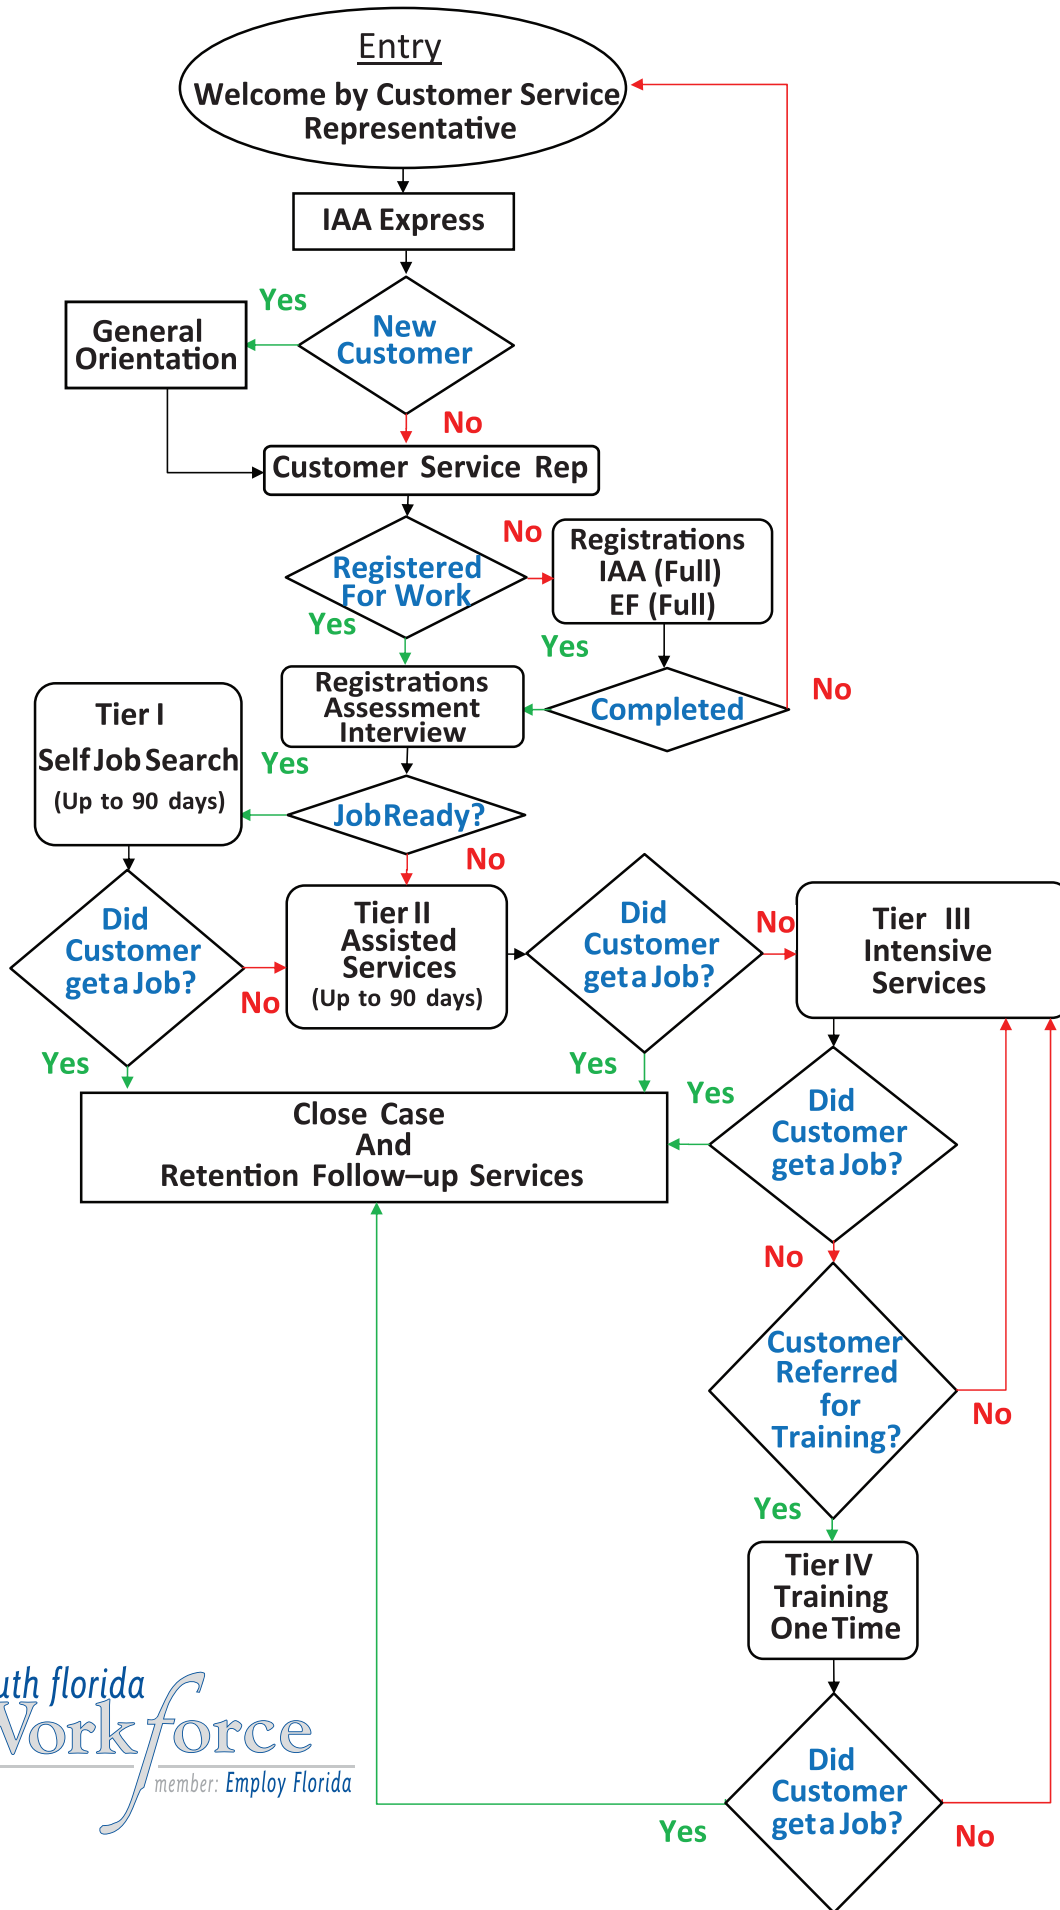 Entry
Welcome by Customer Service
Representative
IAA Express
Yes
New
Customer
General
Orientation
No
Customer Service Rep
No
Registered
For Work
Yes
Registrations
IAA (Full)
EF (Full)
Yes
Completed
No
Registrations
Assessment
Interview
Tier I
Self Job Search
(Up to 90 days)
Yes
JobReady?
No
Did
Customer
get a Job?
No
Yes
Tier II
Assisted
Services
(Up to 90 days)
Did
Customer
get a Job?
No
Yes
Tier III
Intensive
Services
Yes
Did
Customer
get a Job?
Close Case
And
Retention Follow–up Services
No
Customer
Referred
for
Training?
No
Yes
Tier IV
Training
One Time
Did
Customer
get a Job?
Yes
No
uth florida
Workforce
member: Employ Florida